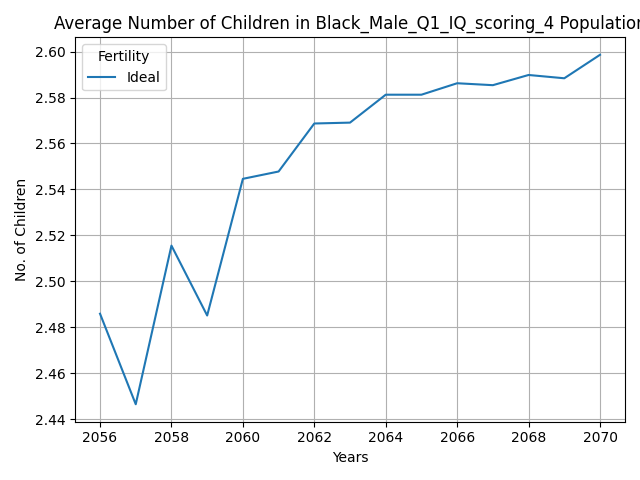 Average Number of Children in Black_Male_Q1_IQ_scoring_4 Population
Fertility
Ideal
2.60
2.58
2.56
2.54
2.52
2.50
2.48
2.46
2.44
No. of Children
2056 2058 2060 2062 2064 2066 2068 2070
Years